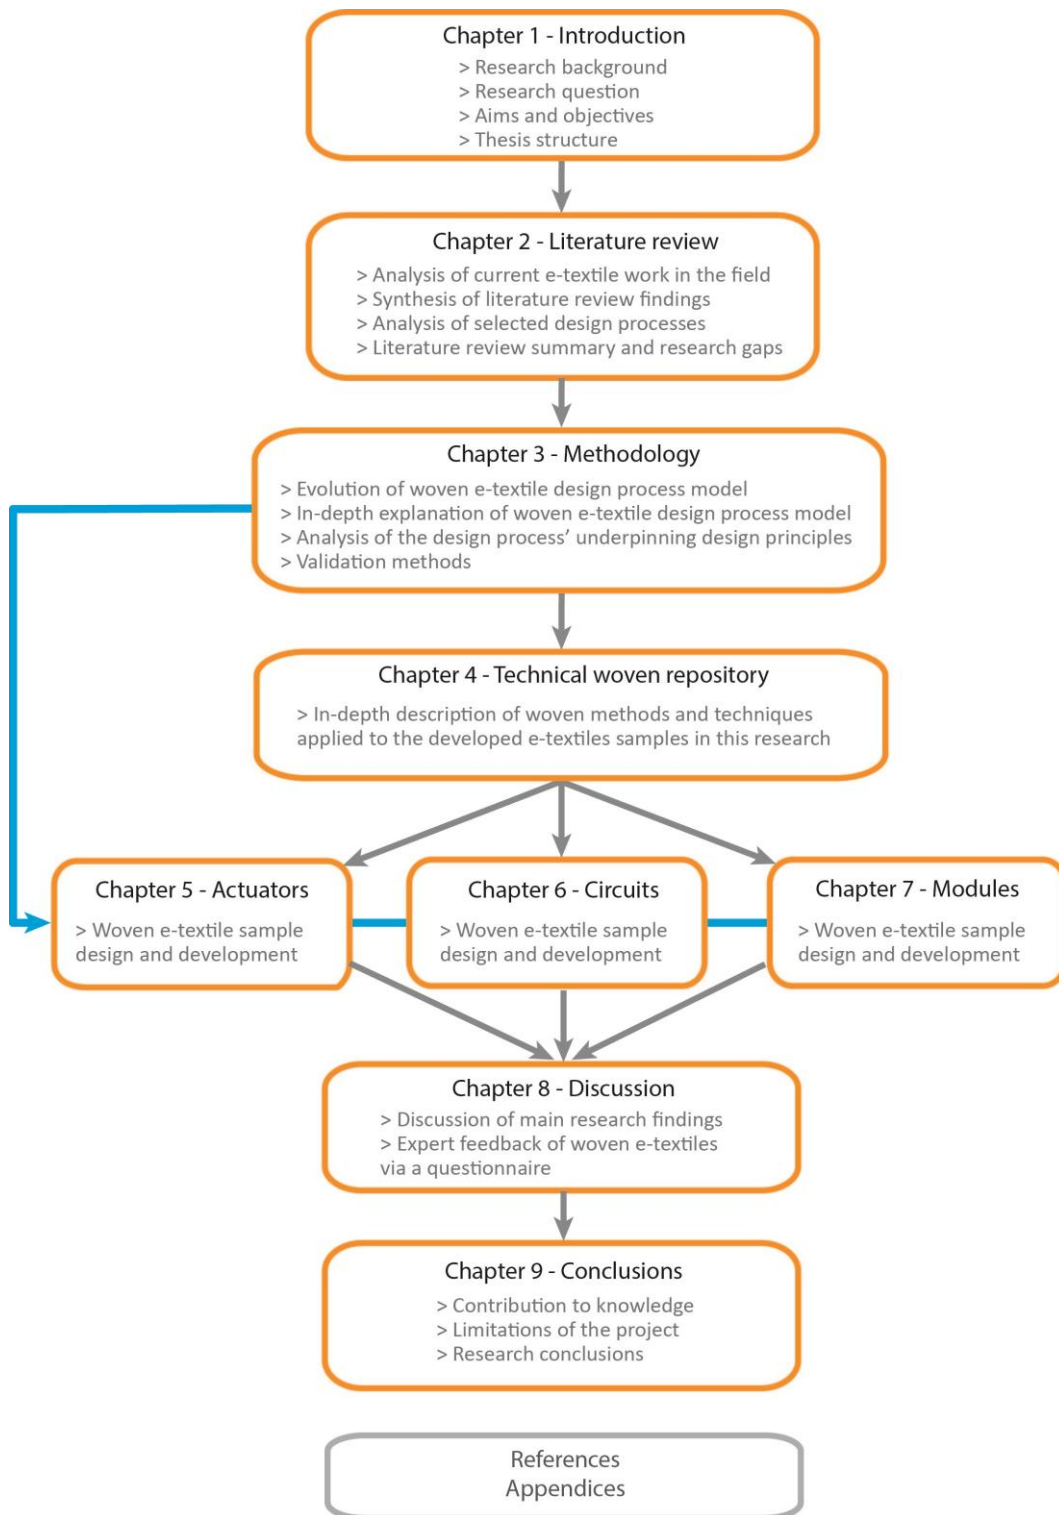 Chapter 1 - Introduction
> Research background
> Research question
> Aims and objectives
> Thesis structure
Chapter 2 - Literature review
> Analysis of current e-textile work in the field
> Synthesis of literature review findings
> Analysis of selected design processes
> Literature review summary and research gaps
Chapter 3 - Methodology
> Evolution of woven e-textile design process model
> In-depth explanation of woven e-textile design process model
> Analysis of the design process’ underpinning design principles
> Validation methods
Chapter 4 - Technical woven repository
> In-depth description of woven methods and techniques
applied to the developed e-textiles samples in this research
Chapter 5 - Actuators
> Woven e-textile sample
design and development
Chapter 6 - Circuits
> Woven e-textile sample
design and development
Chapter 7 - Modules
> Woven e-textile sample
design and development
Chapter 8 - Discussion
> Discussion of main research findings
> Expert feedback of woven e-textiles
via a questionnaire
Chapter 9 - Conclusions
> Contribution to knowledge
> Limitations of the project
> Research conclusions
References
Appendices